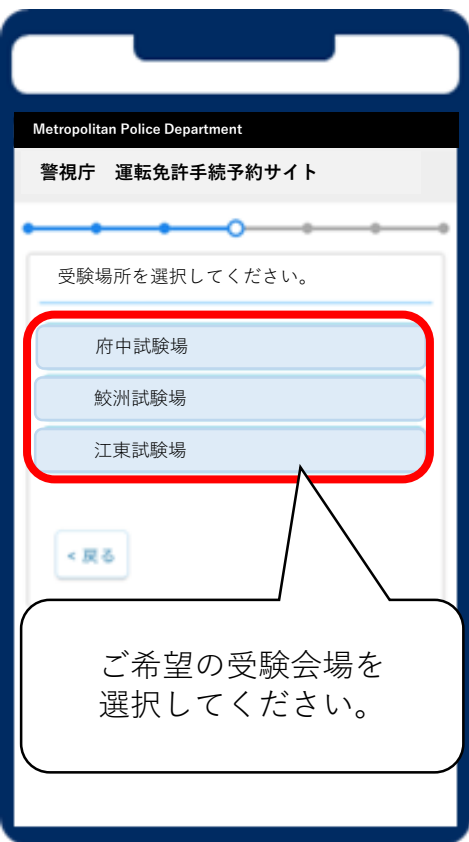 Metropolitan Police Department
警視庁　運転免許手続予約サイト
受験場所を選択してください。
府中試験場
鮫洲試験場
江東試験場
< 戻る
ご希望の受験会場を
選択してください。